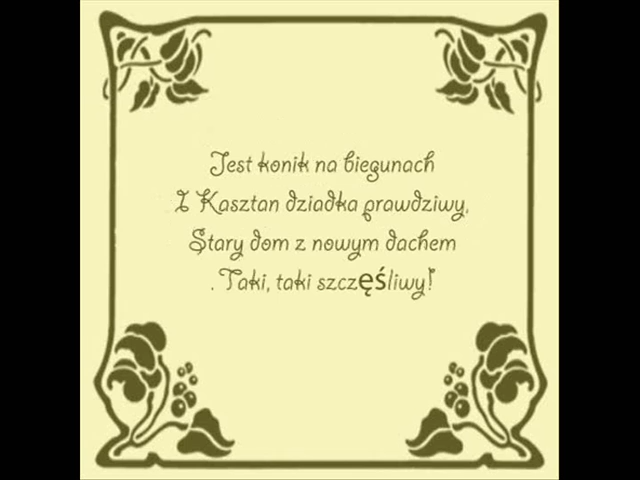 Jest konik na biegunach
I Kasztan dziadka prawdziwy,
Stary dom z nowym dachem
. Taki, taki szczęśliwy!